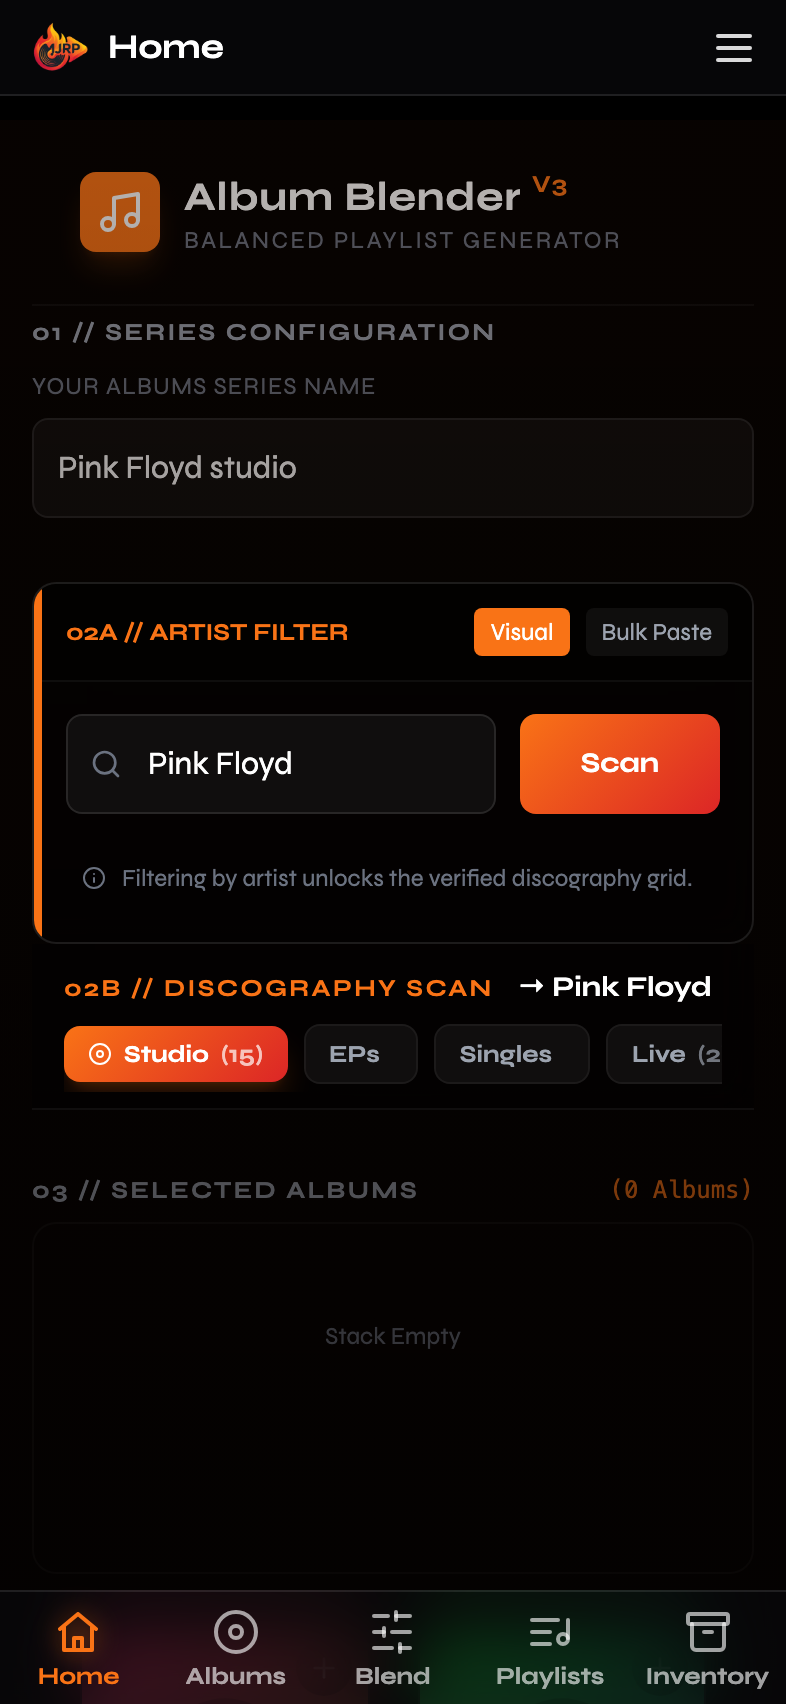 MJRP Home
Album Blender V3
BALANCED PLAYLIST GENERATOR
01 // SERIES CONFIGURATION
YOUR ALBUMS SERIES NAME
Pink Floyd studio
02A // ARTIST FILTER Visual Bulk Paste
Pink Floyd Scan
Filtering by artist unlocks the verified discography grid.
02B // DISCOGRAPHY SCAN → Pink Floyd
Studio (15) EPs Singles Live (2
03 // SELECTED ALBUMS (0 Albums)
Stack Empty
Home Albums Blend Playlists Inventory